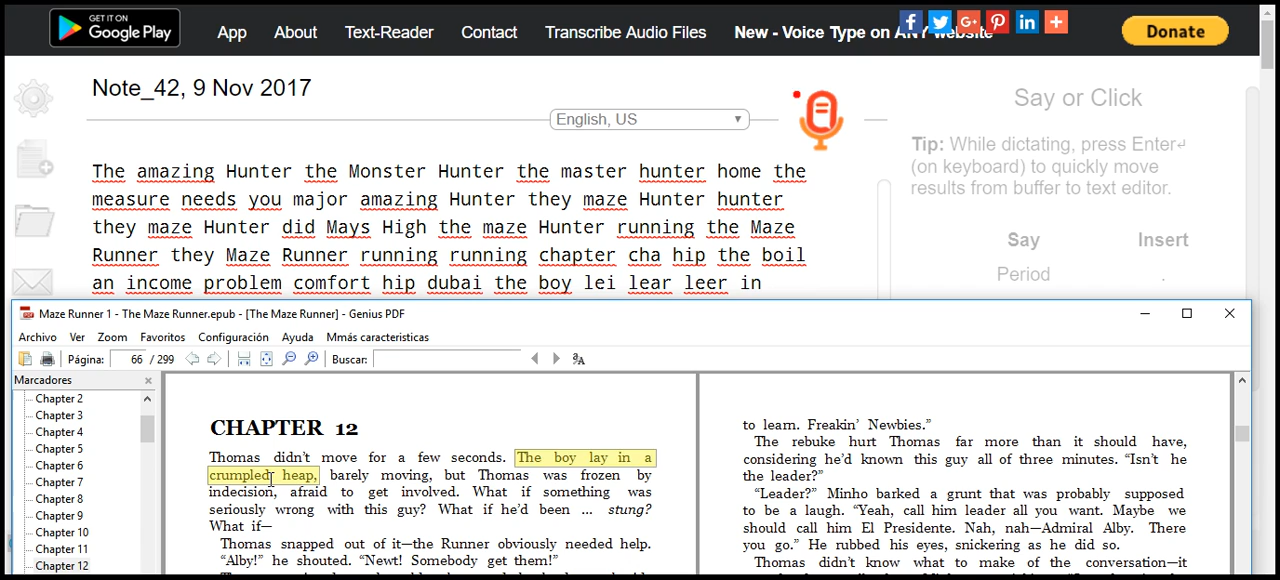 GET IT ON
Google Play
App
About
Text-Reader
Contact
Transcribe Audio Files
New - Voice Type on ANY website
Donate
Note_42, 9 Nov 2017
English, US
The amazing Hunter the Monster Hunter the master hunter home the
measure needs you major amazing Hunter they maze Hunter hunter
they maze Hunter did Mays High the maze Hunter running the Maze
Runner they Maze Runner running running chapter cha hip the boil
an income problem comfort hip dubai the boy lei lear leer in
Say or Click
Tip: While dictating, press Enter↵
(on keyboard) to quickly move
results from buffer to text editor.
Say Insert
Period .
Maze Runner 1 - The Maze Runner.epub - [The Maze Runner] - Genius PDF
Archivo Ver Zoom Favoritos Configuración Ayuda Mmás caracteristicas
Página: 66 / 299 Buscar:
Marcadores
Chapter 2
Chapter 3
Chapter 4
Chapter 5
Chapter 6
Chapter 7
Chapter 8
Chapter 9
Chapter 10
Chapter 11
Chapter 12
CHAPTER 12
Thomas didn't move for a few seconds. The boy lay in a
crumpled heap, barely moving, but Thomas was frozen by
indecision, afraid to get involved. What if something was
seriously wrong with this guy? What if he'd been ... stung?
What if—
Thomas snapped out of it—the Runner obviously needed help.
"Alby!" he shouted. "Newt! Somebody get them!"
to learn. Freakin' Newbies."
The rebuke hurt Thomas far more than it should have,
considering he'd known this guy all of three minutes. "Isn't he
the leader?"
"Leader?" Minho barked a grunt that was probably supposed
to be a laugh. "Yeah, call him leader all you want. Maybe we
should call him El Presidente. Nah, nah—Admiral Alby. There
you go." He rubbed his eyes, snickering as he did so.
Thomas didn't know what to make of the conversation—it